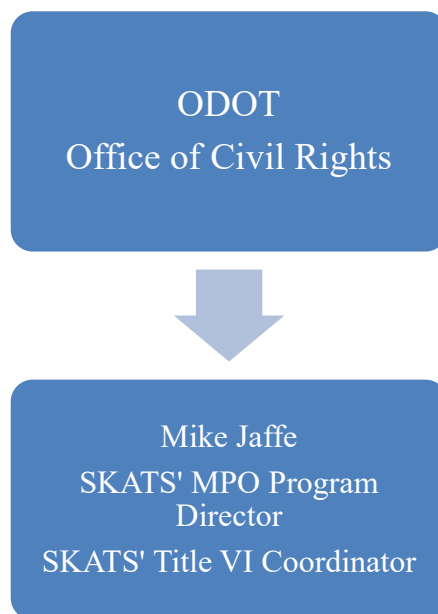 ODOT
Office of Civil Rights
Mike Jaffe
SKATS' MPO Program
Director
SKATS' Title VI Coordinator